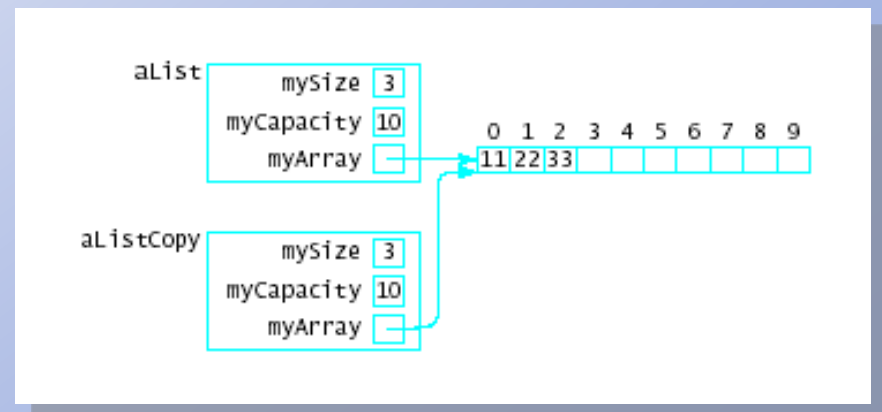 aList
mySize 3
myCapacity 10
myArray
0 1 2 3 4 5 6 7 8 9
11 22 33
aListCopy
mySize 3
myCapacity 10
myArray